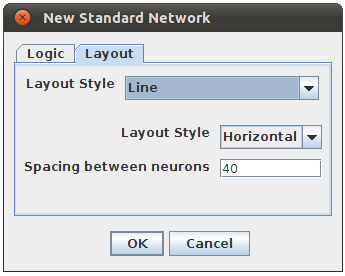 New Standard Network
Logic Layout
Layout Style Line
Layout Style Horizontal
Spacing between neurons 40
OK Cancel